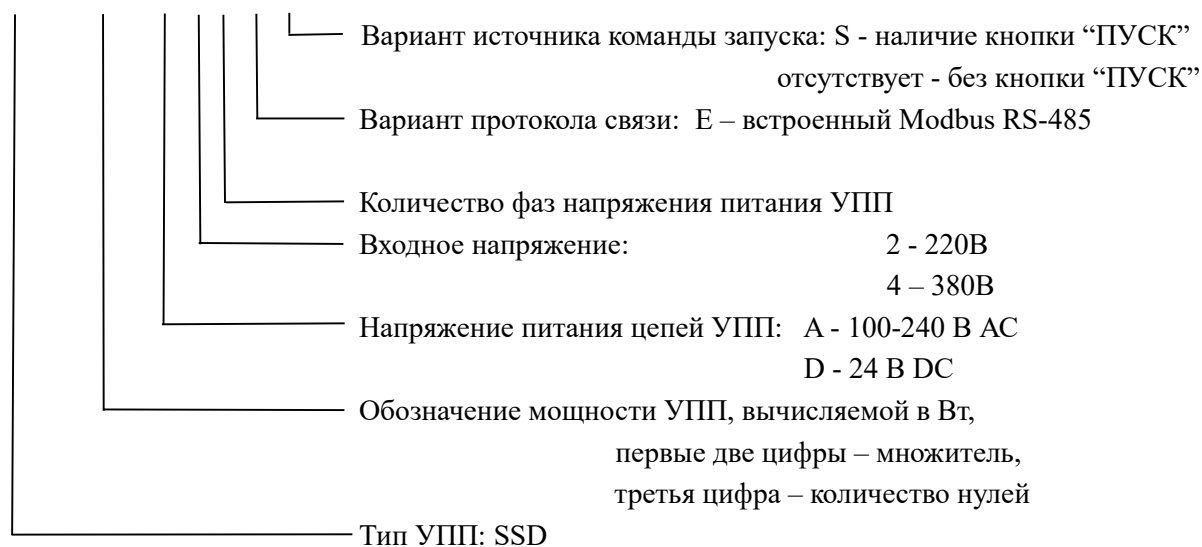 Вариант источника команды запуска: S - наличие кнопки “ПУСК”
отсутствует - без кнопки “ПУСК”
Вариант протокола связи: E – встроенный Modbus RS-485
Количество фаз напряжения питания УПП
Входное напряжение: 2 - 220В
4 – 380В
Напряжение питания цепей УПП: A - 100-240 В AC
D - 24 В DC
Обозначение мощности УПП, вычисляемой в Вт,
первые две цифры – множитель,
третья цифра – количество нулей
Тип УПП: SSD